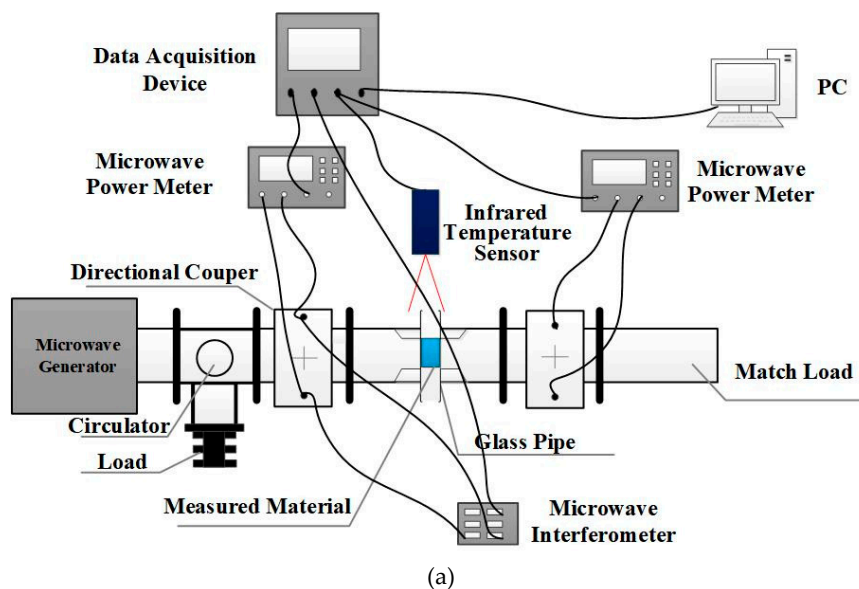 Data Acquisition
Device
PC
Microwave
Power Meter
Microwave
Power Meter
Infrared
Temperature
Sensor
Directional Couper
Microwave
Generator
Match Load
Circulator
Glass Pipe
Load
Measured Material
Microwave
Interferometer
(a)